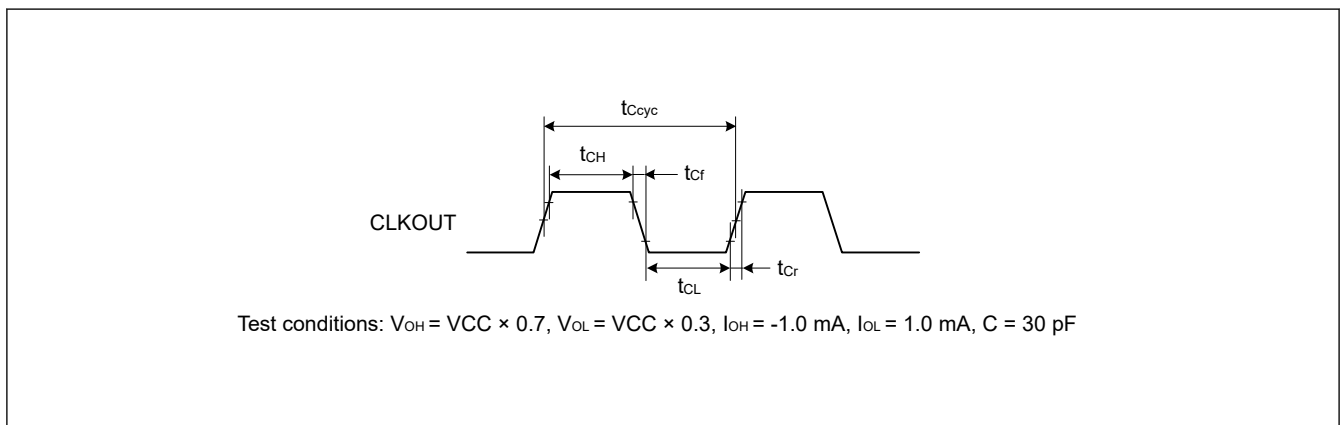 tCcyc
tCH
tCf
CLKOUT
tCr
tCL
Test conditions: VOH = VCC × 0.7, VOL = VCC × 0.3, IOH = -1.0 mA, IOL = 1.0 mA, C = 30 pF